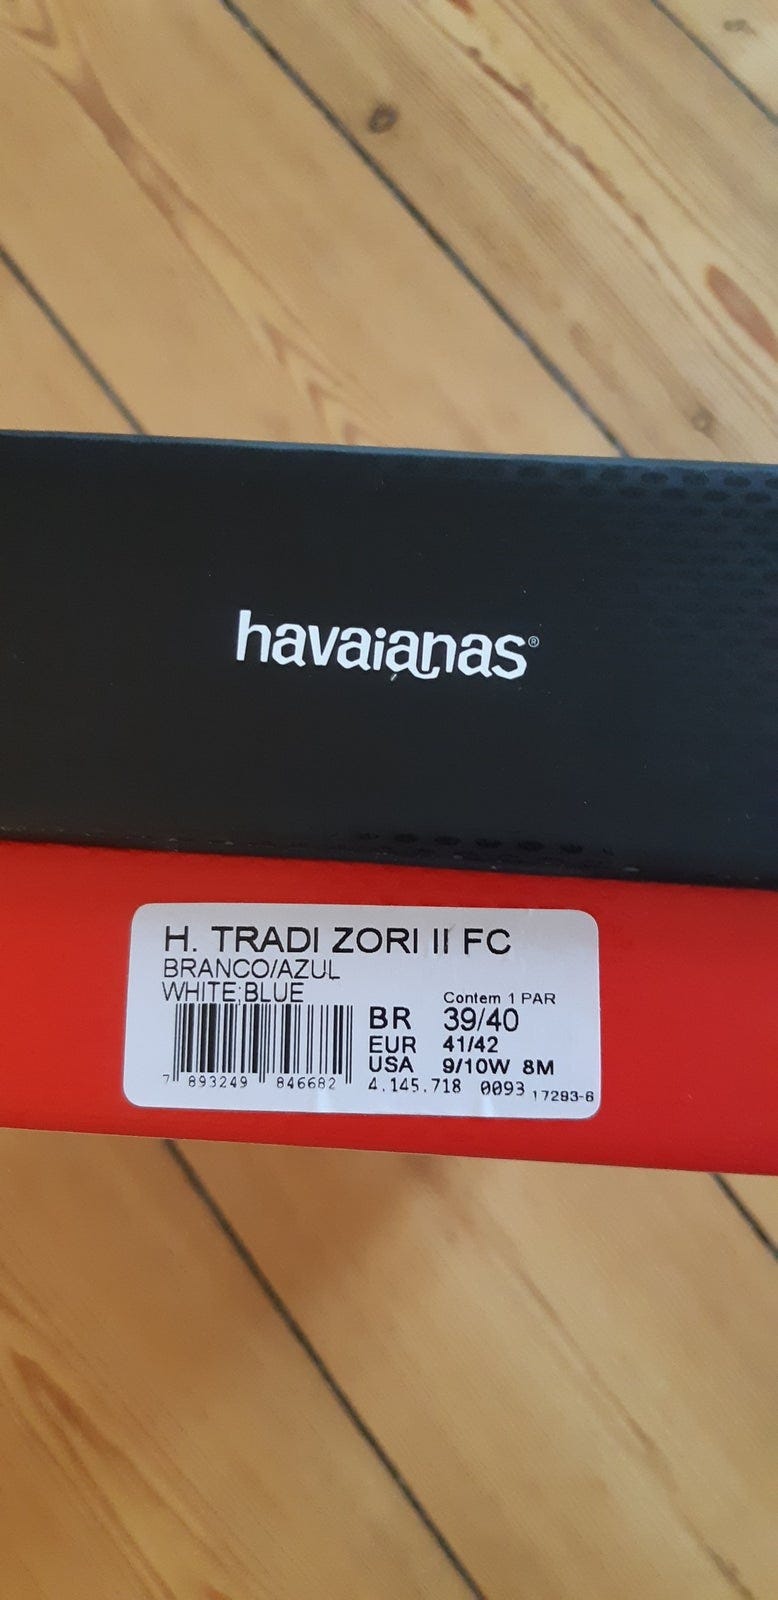 havaianas®
H. TRADI ZORI II FC
BRANCO/AZUL
WHITE;BLUE
Contem 1 PAR
BR 39/40
EUR 41/42
USA 9/10W 8M
7 893249 846682
4.145.718 0093 17293-6